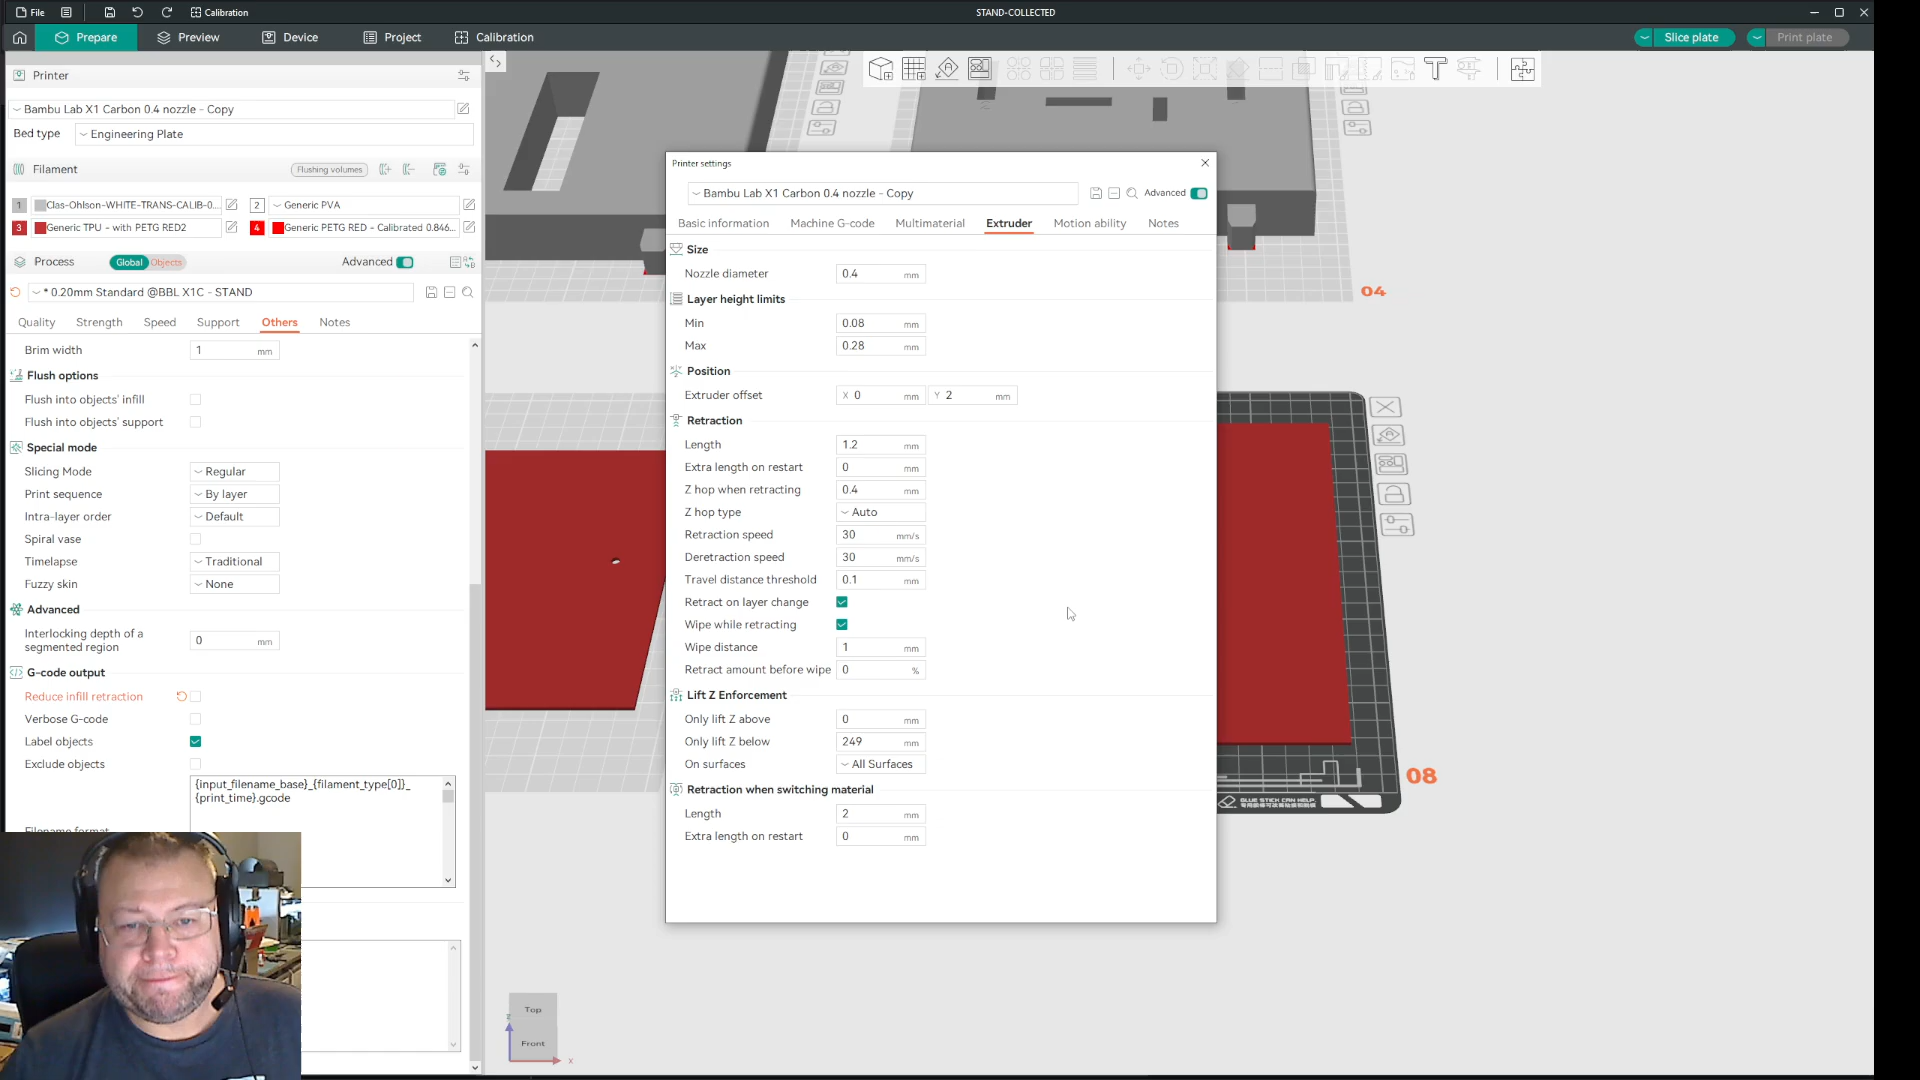 File
Calibration
STAND-COLLECTED
Prepare
Preview
Device
Project
Calibration
Slice plate
Print plate
Printer
Bambu Lab X1 Carbon 0.4 nozzle - Copy
Bed type
Engineering Plate
Filament
Flushing volumes
1
Clas-Ohlson-WHITE-TRANS-CALIB-0...
2
Generic PVA
3
Generic TPU - with PETG RED2
4
Generic PETG RED - Calibrated 0.846...
Process
Global
Objects
Advanced
* 0.20mm Standard @BBL X1C - STAND
Quality
Strength
Speed
Support
Others
Notes
Brim width
1 mm
Flush options
Flush into objects' infill
Flush into objects' support
Special mode
Slicing Mode
Regular
Print sequence
By layer
Intra-layer order
Default
Spiral vase
Timelapse
Traditional
Fuzzy skin
None
Advanced
Interlocking depth of a
segmented region
0 mm
G-code output
Reduce infill retraction
Verbose G-code
Label objects
Exclude objects
{input_filename_base}_{filament_type[0]}_
{print_time}.gcode
Printer settings
Bambu Lab X1 Carbon 0.4 nozzle - Copy
Advanced
Basic information
Machine G-code
Multimaterial
Extruder
Motion ability
Notes
Size
Nozzle diameter
0.4 mm
Layer height limits
Min
0.08 mm
Max
0.28 mm
Position
Extruder offset
X 0 mm
Y 2 mm
Retraction
Length
1.2 mm
Extra length on restart
0 mm
Z hop when retracting
0.4 mm
Z hop type
Auto
Retraction speed
30 mm/s
Deretraction speed
30 mm/s
Travel distance threshold
0.1 mm
Retract on layer change
Wipe while retracting
Wipe distance
1 mm
Retract amount before wipe
0 %
Lift Z Enforcement
Only lift Z above
0 mm
Only lift Z below
249 mm
On surfaces
All Surfaces
Retraction when switching material
Length
2 mm
Extra length on restart
0 mm
04
08
GLUE STICK CAN HELP.
Top
Front
z
x